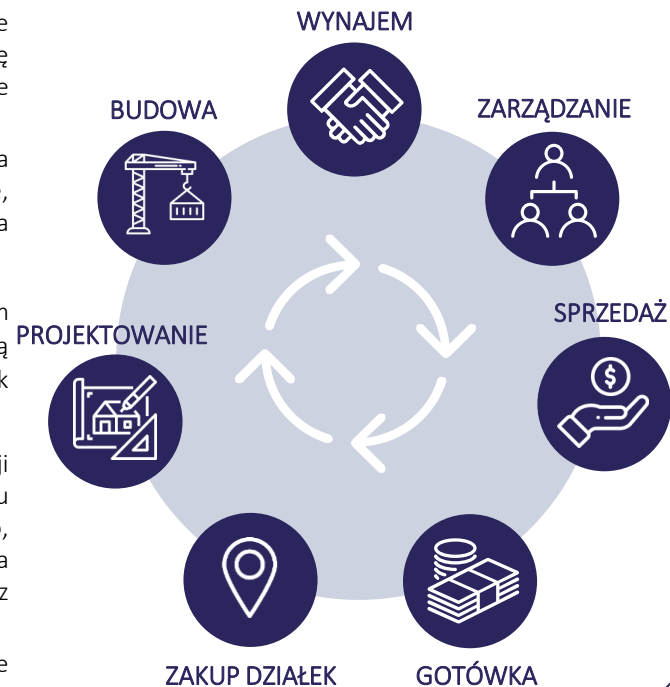 WYNAJEM
BUDOWA
ZARZĄDZANIE
SPRZEDAŻ
PROJEKTOWANIE
$
ZAKUP DZIAŁEK
GOTÓWKA